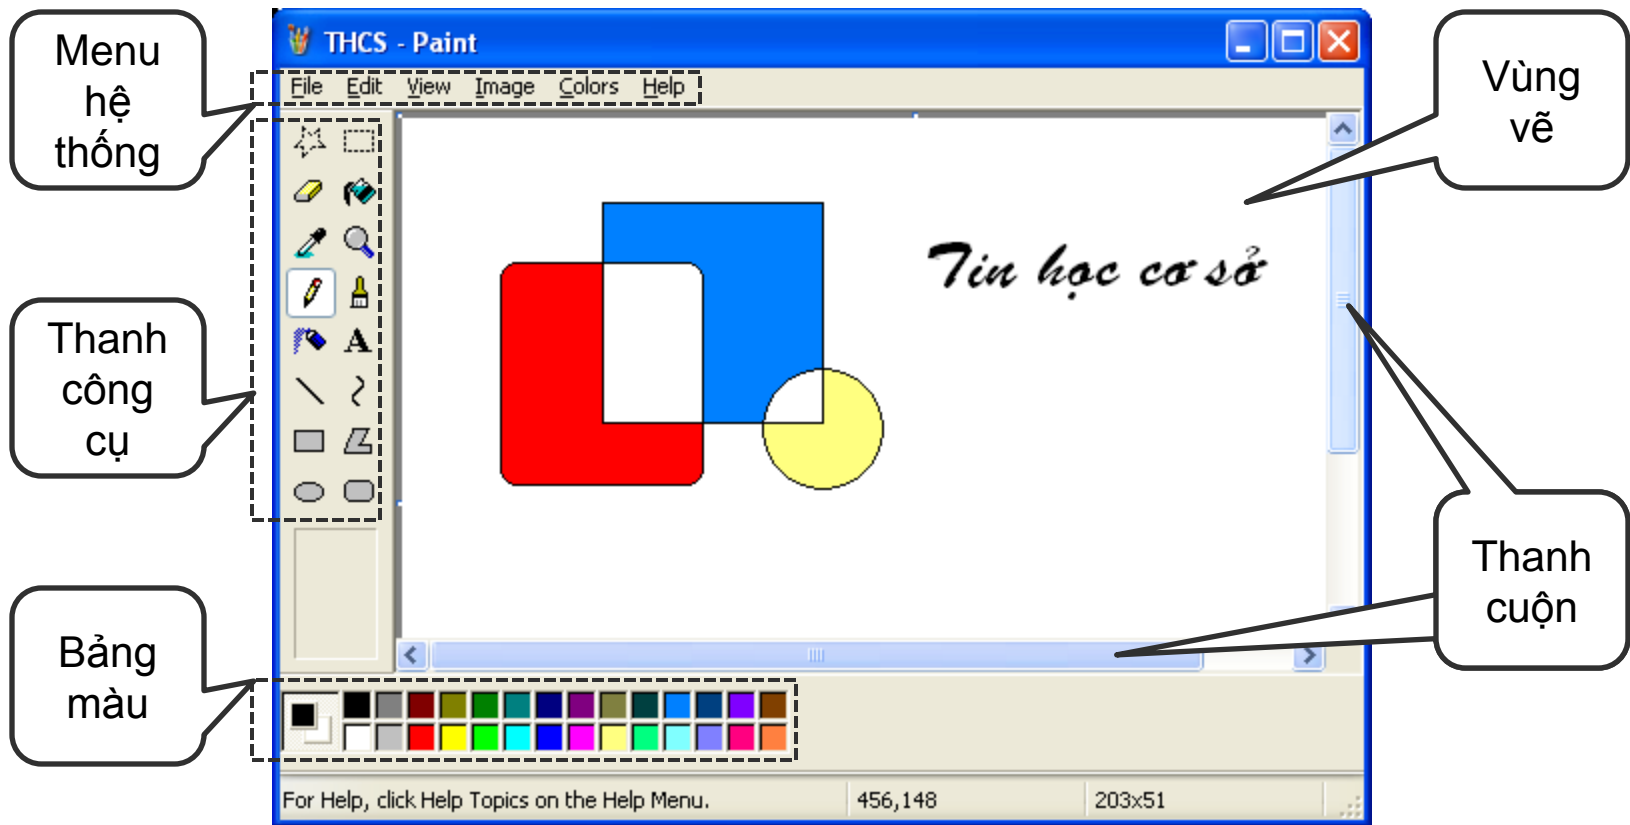 THCS - Paint
File Edit View Image Colors Help
Menu
hệ
thống
Vùng
vẽ
Tin học cơ sở
A
Thanh
công
cụ
Thanh
cuộn
Bảng
màu
For Help, click Help Topics on the Help Menu. 456,148 203x51